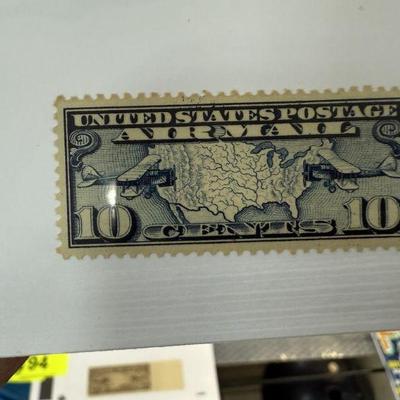 UNITED STATES POSTAGE
AIR MAIL
10 10
CENTS
94